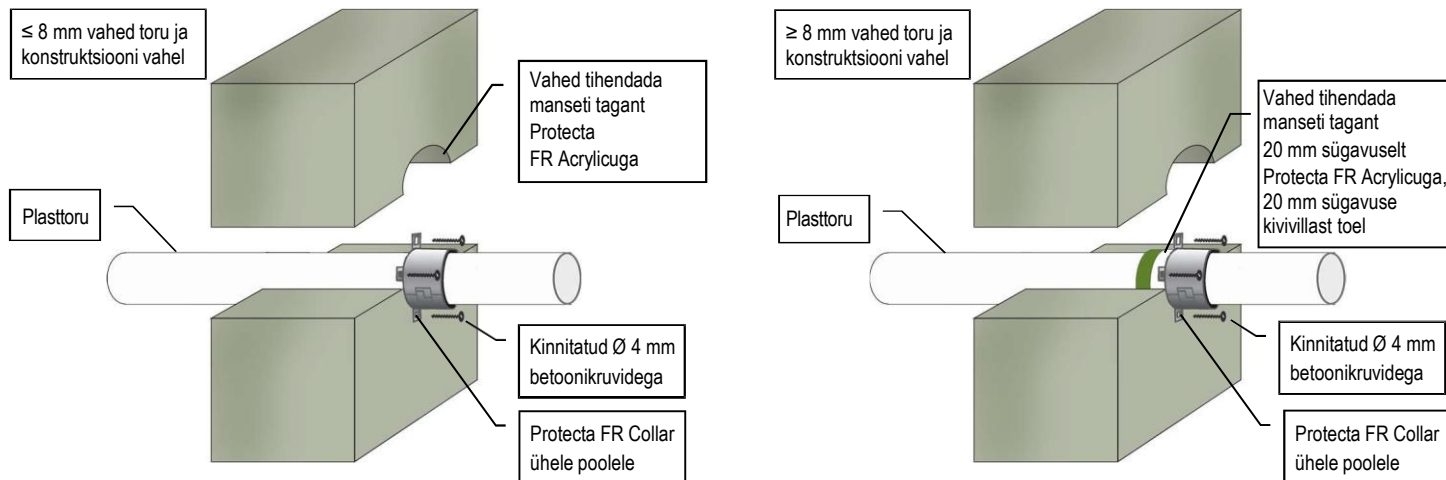 ≤ 8 mm vahed toru ja
konstruktsiooni vahel
Vahed tihendada
manseti tagant
Protecta
FR Acrylicuga
Plasttoru
Kinnitatud Ø 4 mm
betoonikruvidega
Protecta FR Collar
ühele poolele
≥ 8 mm vahed toru ja
konstruktsiooni vahel
Vahed tihendada
manseti tagant
20 mm sügavuselt
Protecta FR Acrylicuga,
20 mm sügavuse
kivivillast toel
Plasttoru
Kinnitatud Ø 4 mm
betoonikruvidega
Protecta FR Collar
ühele poolele